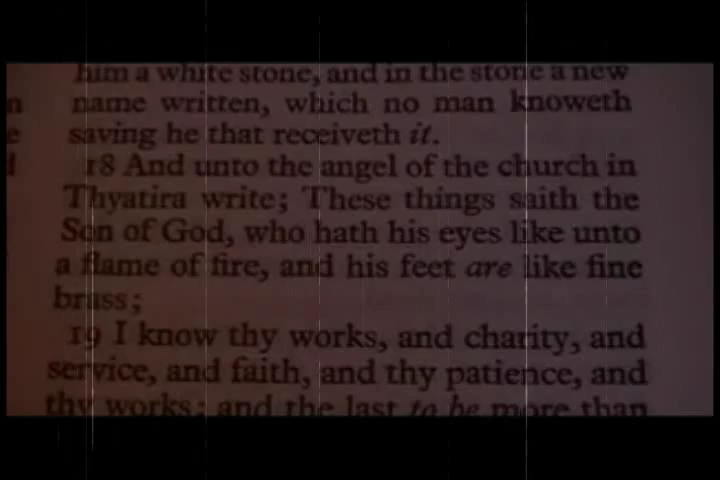 him a white stone, and in the stone a new
name written, which no man knoweth
saving he that receiveth it.
18 And unto the angel of the church in
Thyatira write; These things saith the
Son of God, who hath his eyes like unto
a flame of fire, and his feet are like fine
brass;
19 I know thy works, and charity, and
service, and faith, and thy patience, and
thy works; and the last to be more than